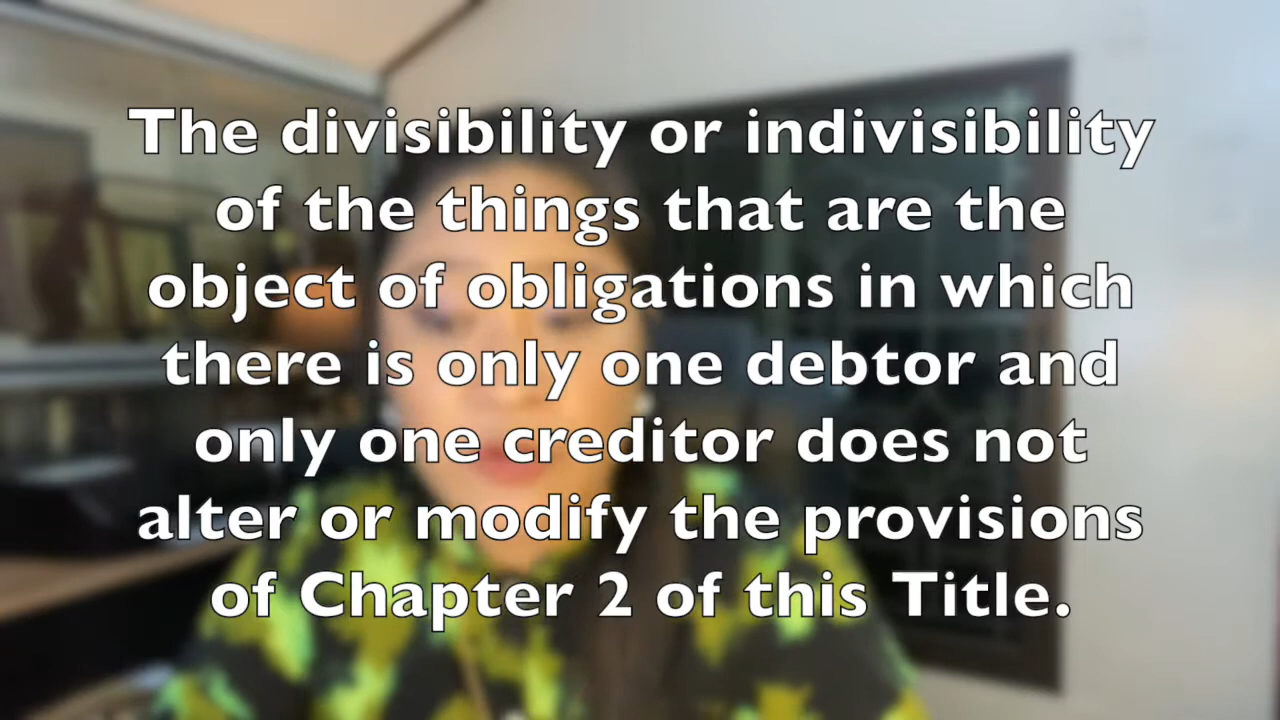 The divisibility or indivisibility
of the things that are the
object of obligations in which
there is only one debtor and
only one creditor does not
alter or modify the provisions
of Chapter 2 of this Title.